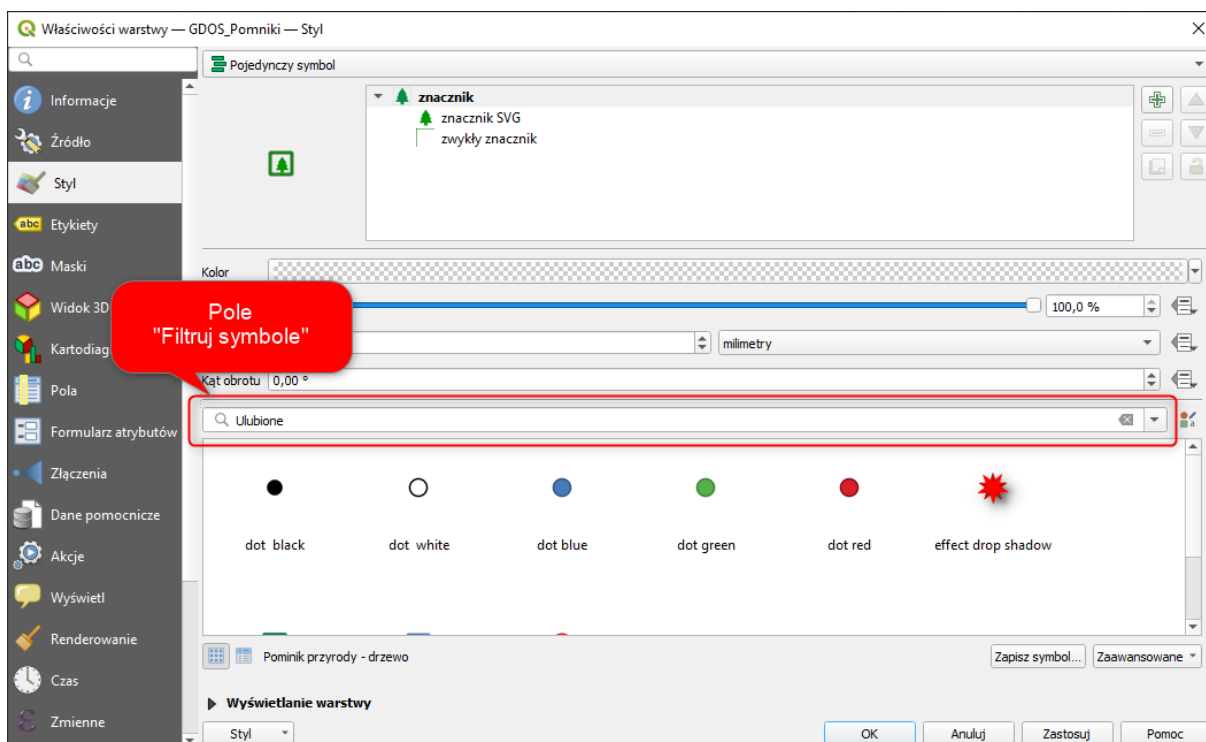 Właściwości warstwy — GDOS_Pomniki — Styl
Pojedynczy symbol
Informacje
Źródło
Styl
Etykiety
Maski
Widok 3D
Kartodiag
Pola
Formularz atrybutów
Złączenia
Dane pomocnicze
Akcje
Wyświetl
Renderowanie
Czas
Zmienne
znacznik
znacznik SVG
zwykły znacznik
Kolor
100,0 %
Pole
"Filtruj symbole"
milimetry
Kąt obrotu 0,00 °
Ulubione
dot black
dot white
dot blue
dot green
dot red
effect drop shadow
Pominik przyrody - drzewo
Zapisz symbol...
Zaawansowane
Wyświetlanie warstwy
Styl
OK
Anuluj
Zastosuj
Pomoc